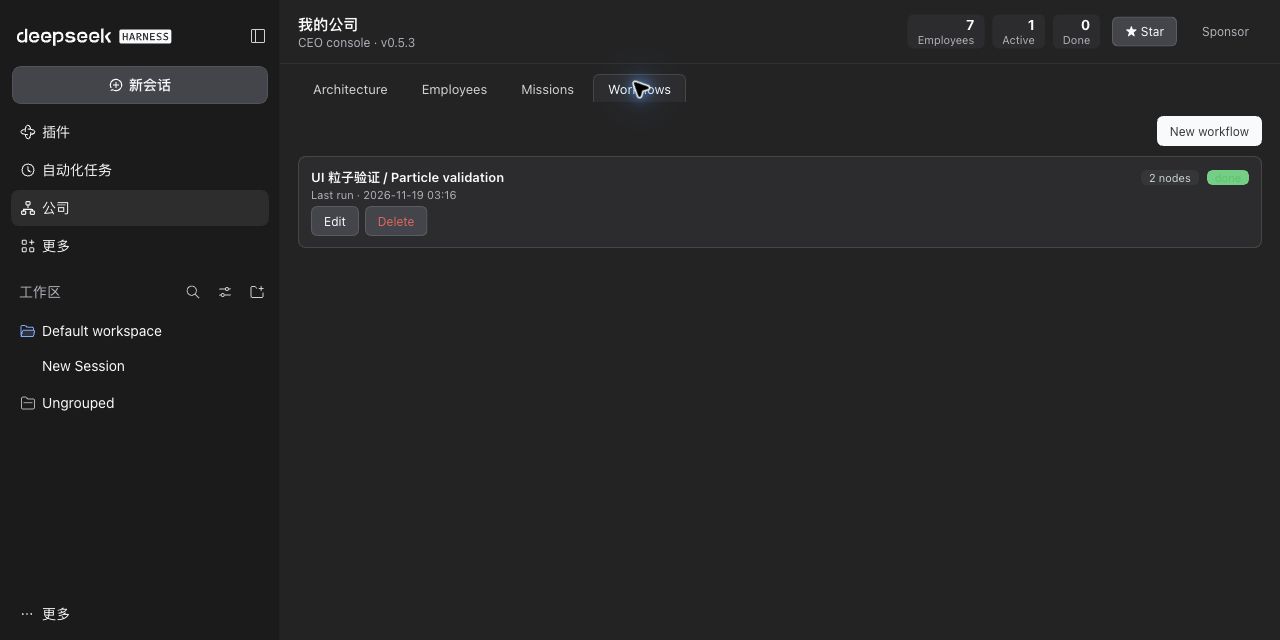 deepseek HARNESS
新会话
插件
自动化任务
公司
更多
工作区
Default workspace
New Session
Ungrouped
更多
我的公司
CEO console · v0.5.3
7 Employees
1 Active
0 Done
★ Star
Sponsor
Architecture
Employees
Missions
Workflows
New workflow
UI 粒子验证 / Particle validation
2 nodes
done
Last run · 2026-11-19 03:16
Edit
Delete